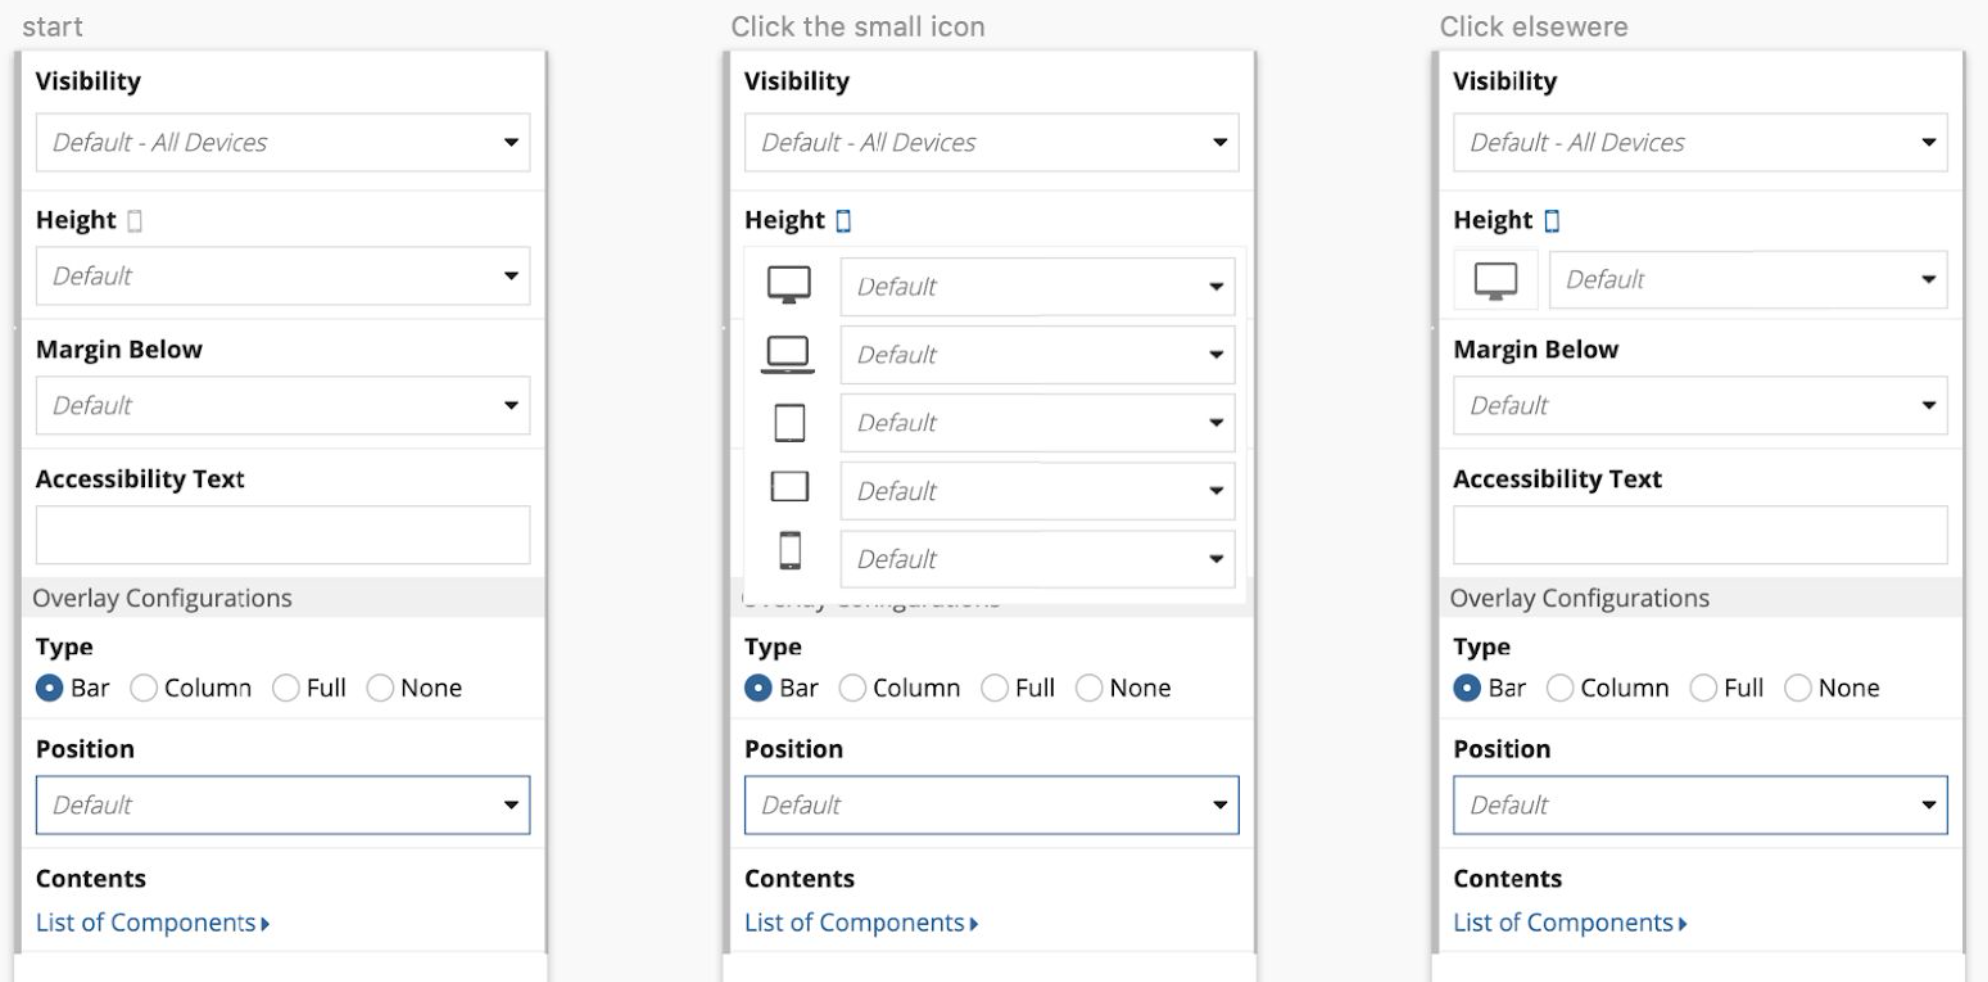 start
Visibility
Default - All Devices
Height
Default
Margin Below
Default
Accessibility Text
Overlay Configurations
Type
Bar Column Full None
Position
Default
Contents
List of Components
Click the small icon
Visibility
Default - All Devices
Height
Default
Default
Default
Default
Default
Overlay Configurations
Type
Bar Column Full None
Position
Default
Contents
List of Components
Click elsewere
Visibility
Default - All Devices
Height
Default
Margin Below
Default
Accessibility Text
Overlay Configurations
Type
Bar Column Full None
Position
Default
Contents
List of Components